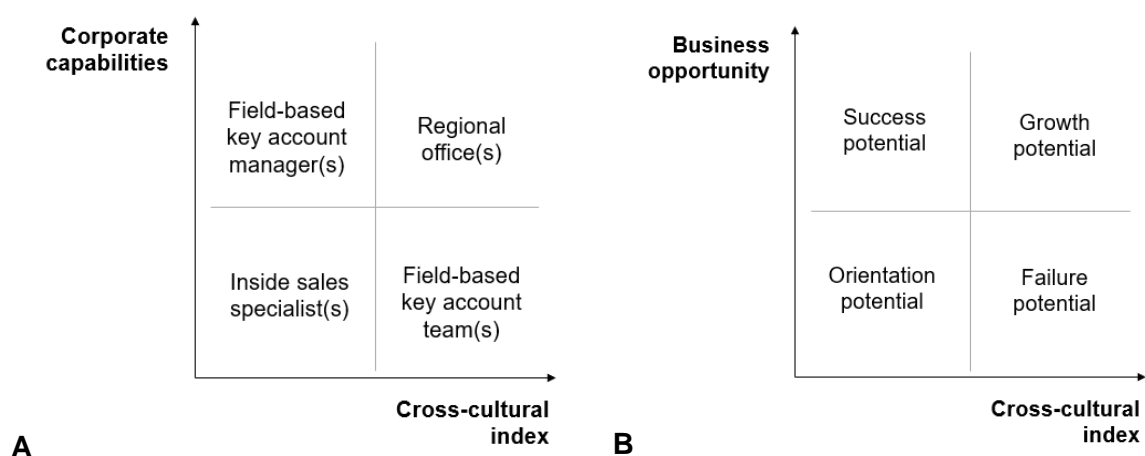 Corporate
capabilities
Field-based
key account
manager(s)
Regional
office(s)
Inside sales
specialist(s)
Field-based
key account
team(s)
Cross-cultural
index
A
Business
opportunity
Success
potential
Growth
potential
Orientation
potential
Failure
potential
Cross-cultural
index
B